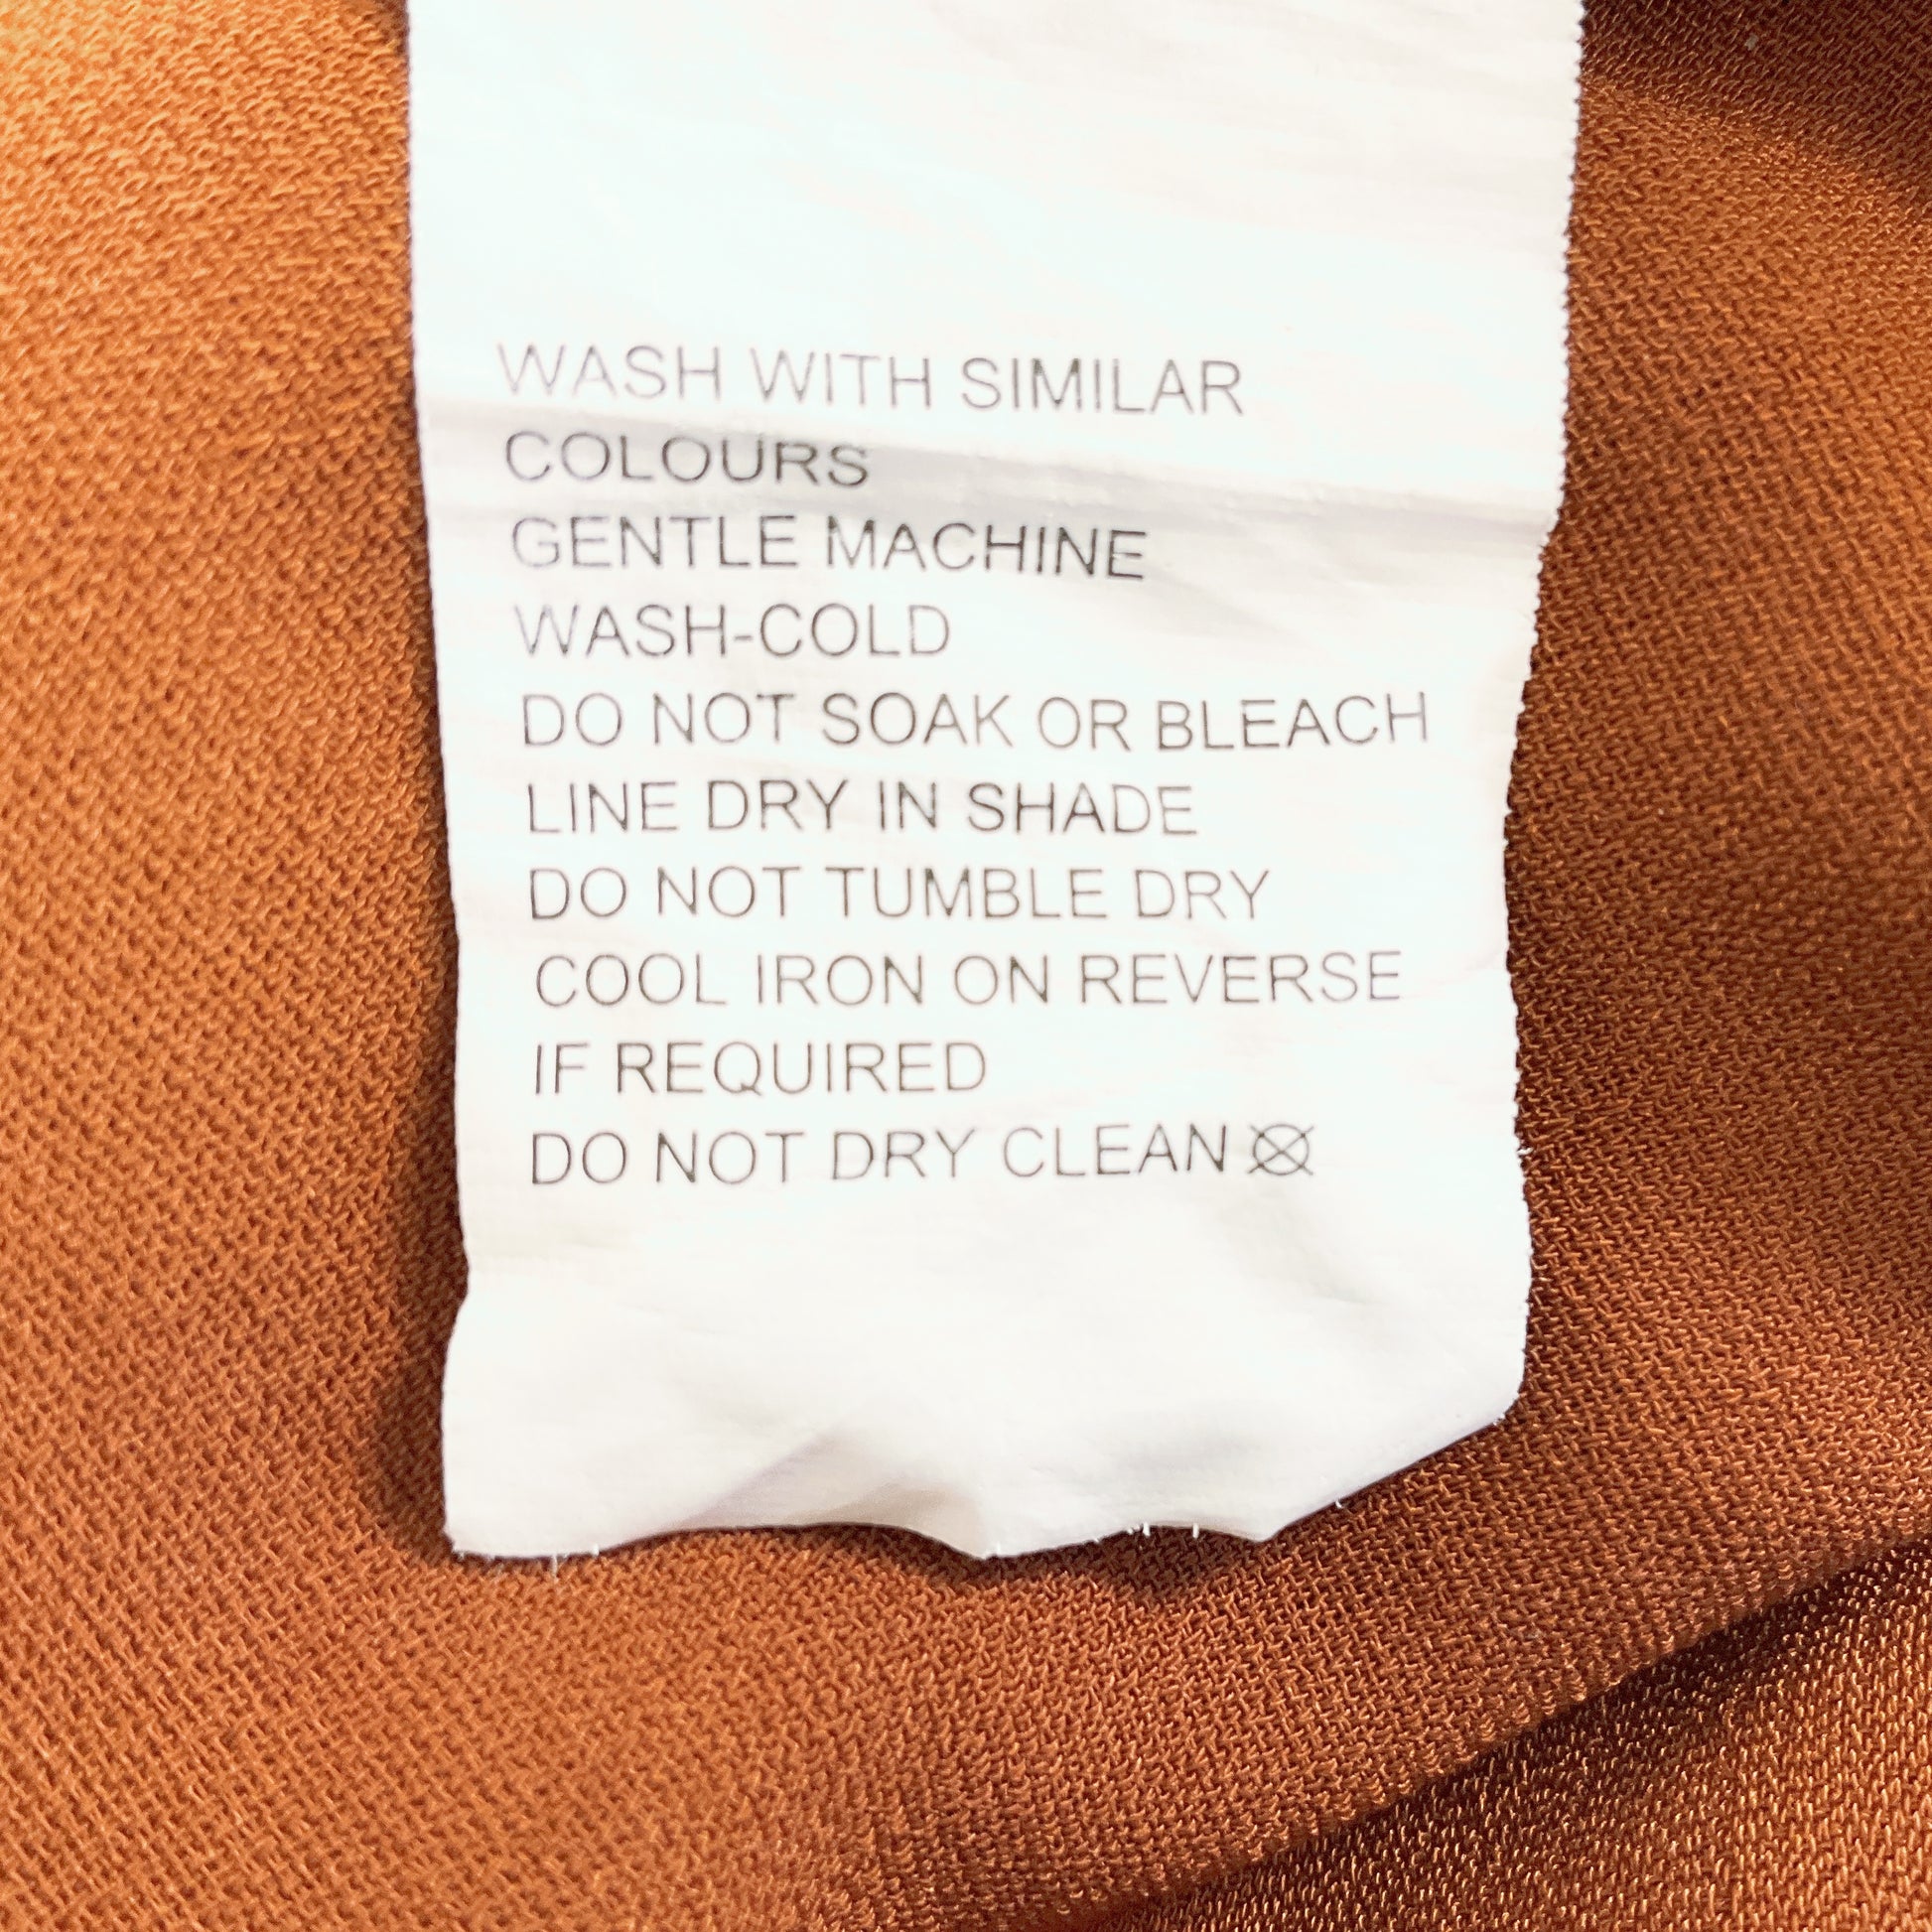 WASH WITH SIMILAR
COLOURS
GENTLE MACHINE
WASH-COLD
DO NOT SOAK OR BLEACH
LINE DRY IN SHADE
DO NOT TUMBLE DRY
COOL IRON ON REVERSE
IF REQUIRED
DO NOT DRY CLEAN